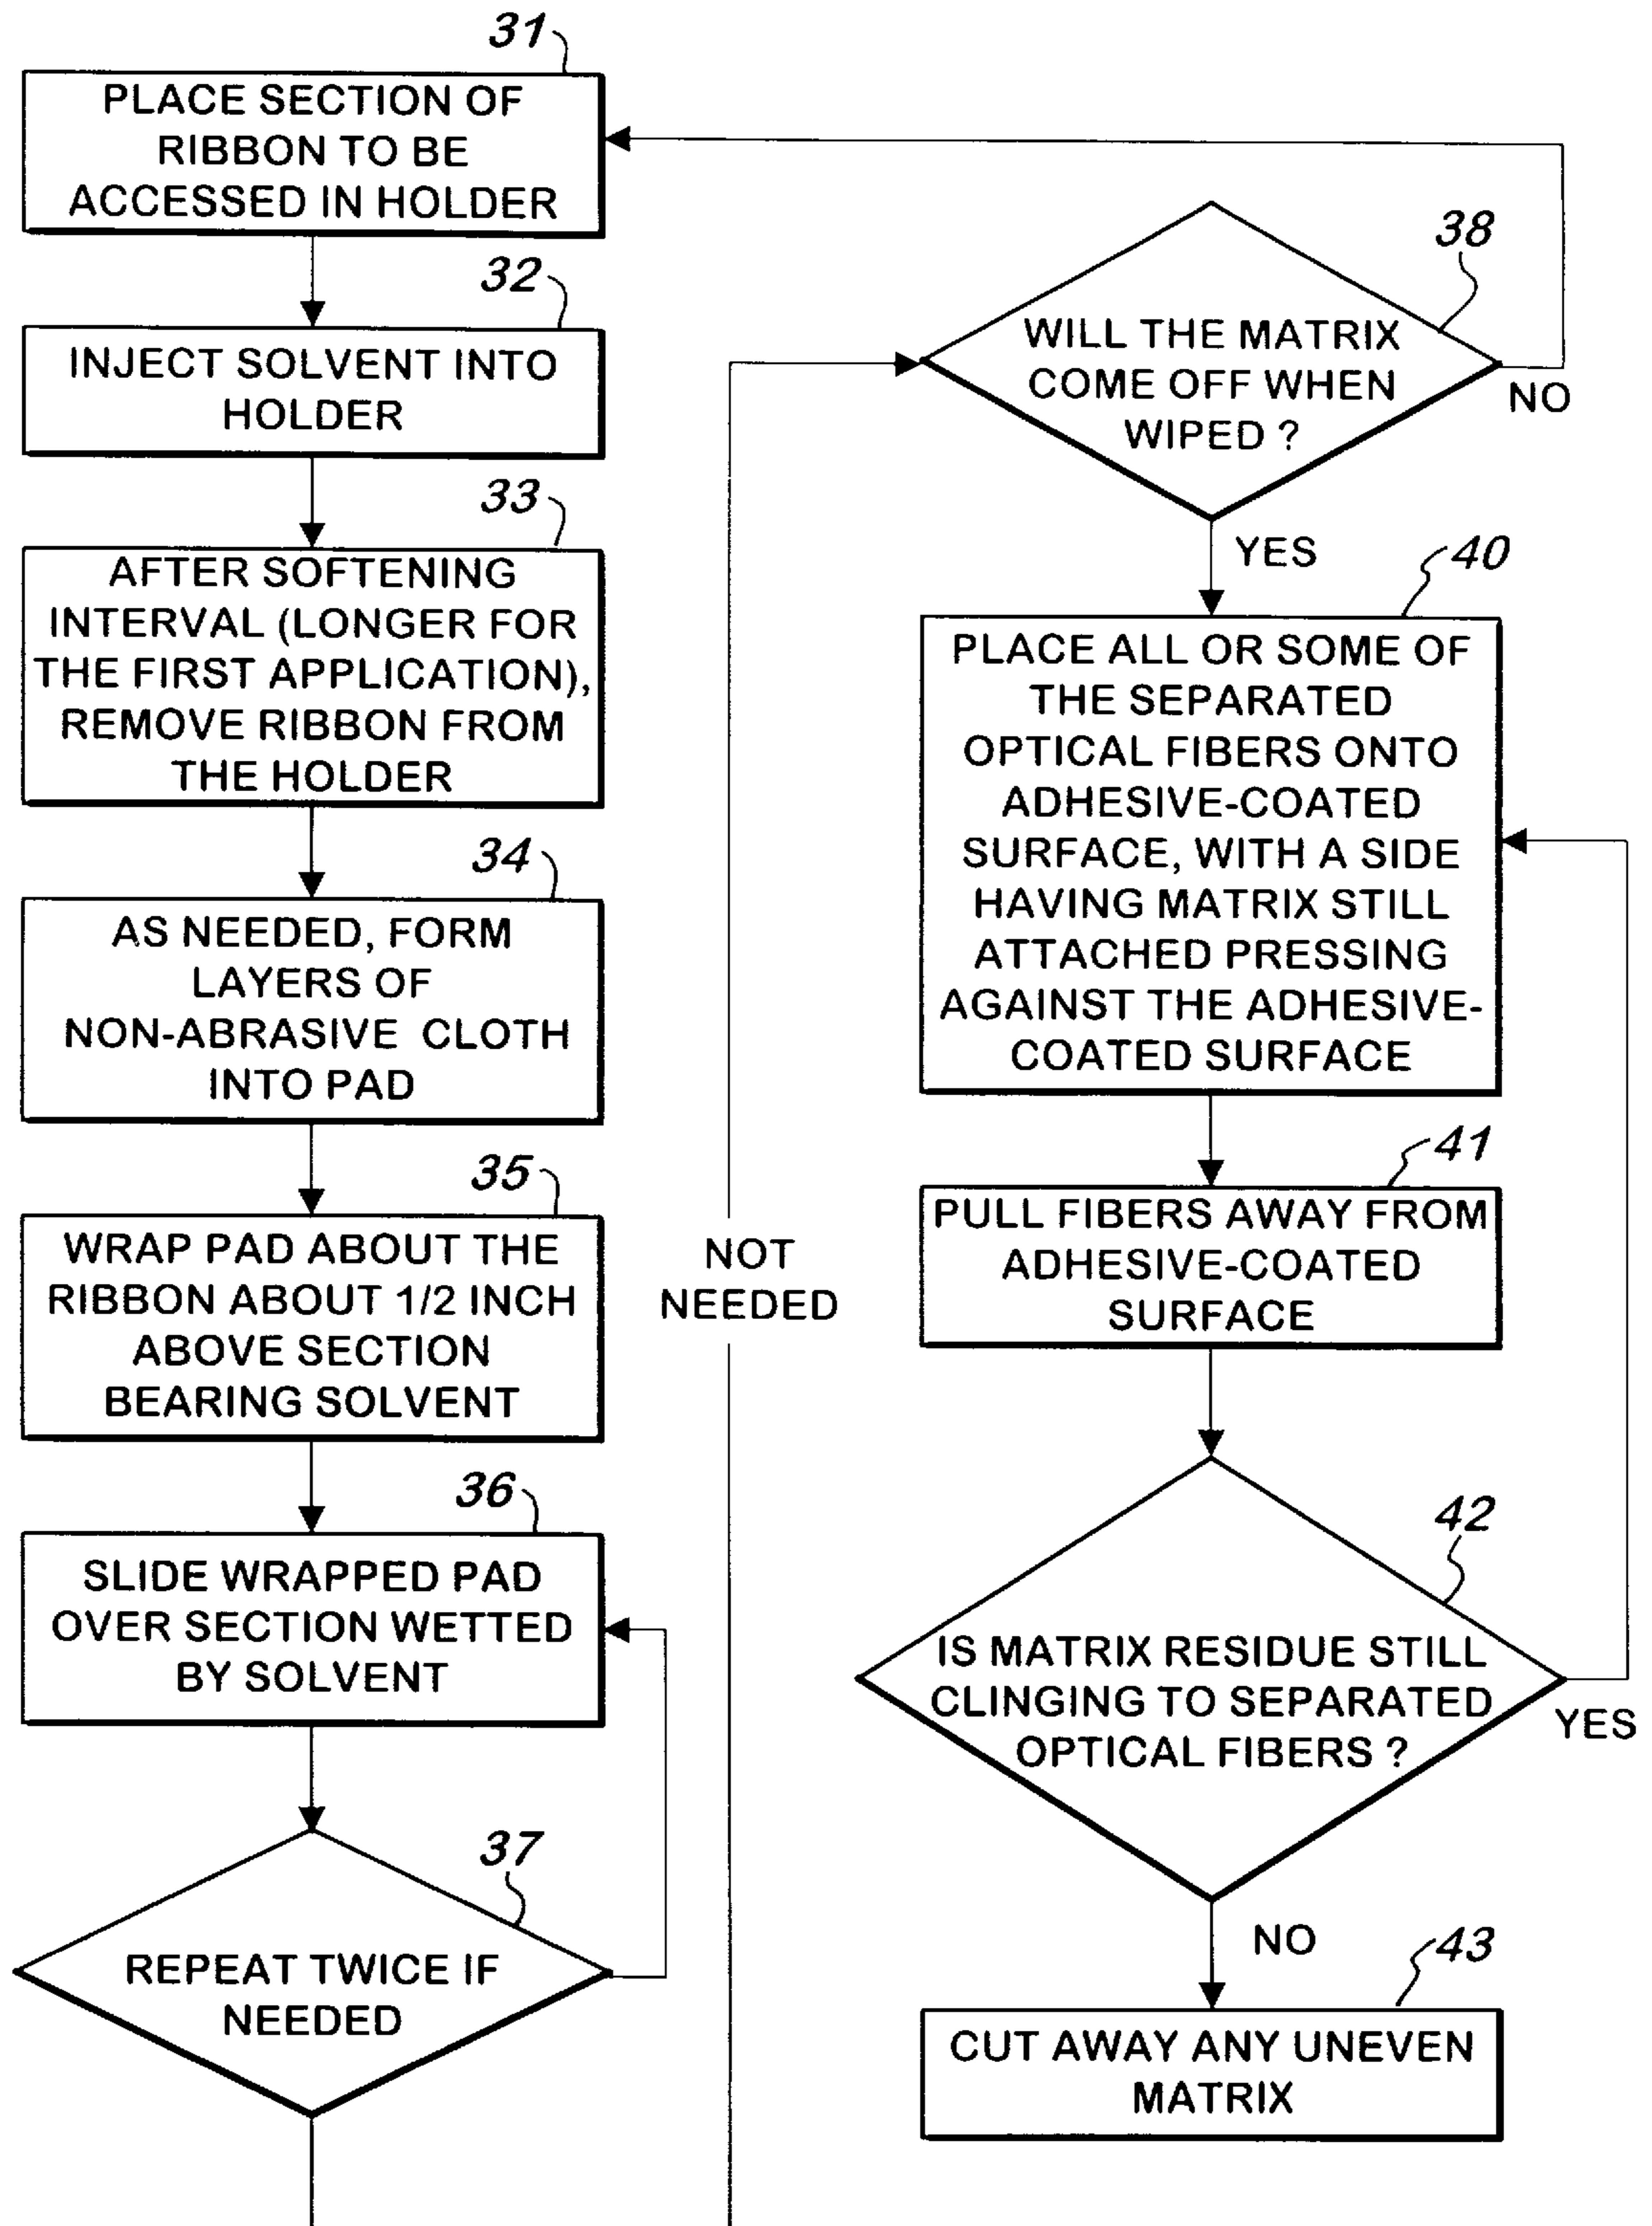 31
PLACE SECTION OF
RIBBON TO BE
ACCESSED IN HOLDER
32
INJECT SOLVENT INTO
HOLDER
33
AFTER SOFTENING
INTERVAL (LONGER FOR
THE FIRST APPLICATION),
REMOVE RIBBON FROM
THE HOLDER
34
AS NEEDED, FORM
LAYERS OF
NON-ABRASIVE CLOTH
INTO PAD
35
WRAP PAD ABOUT THE
RIBBON ABOUT 1/2 INCH
ABOVE SECTION
BEARING SOLVENT
36
SLIDE WRAPPED PAD
OVER SECTION WETTED
BY SOLVENT
37
REPEAT TWICE IF
NEEDED
NOT
NEEDED
38
WILL THE MATRIX
COME OFF WHEN
WIPED ?
NO
YES
40
PLACE ALL OR SOME OF
THE SEPARATED
OPTICAL FIBERS ONTO
ADHESIVE-COATED
SURFACE, WITH A SIDE
HAVING MATRIX STILL
ATTACHED PRESSING
AGAINST THE ADHESIVE-
COATED SURFACE
41
PULL FIBERS AWAY FROM
ADHESIVE-COATED
SURFACE
42
IS MATRIX RESIDUE STILL
CLINGING TO SEPARATED
OPTICAL FIBERS ?
YES
NO
43
CUT AWAY ANY UNEVEN
MATRIX